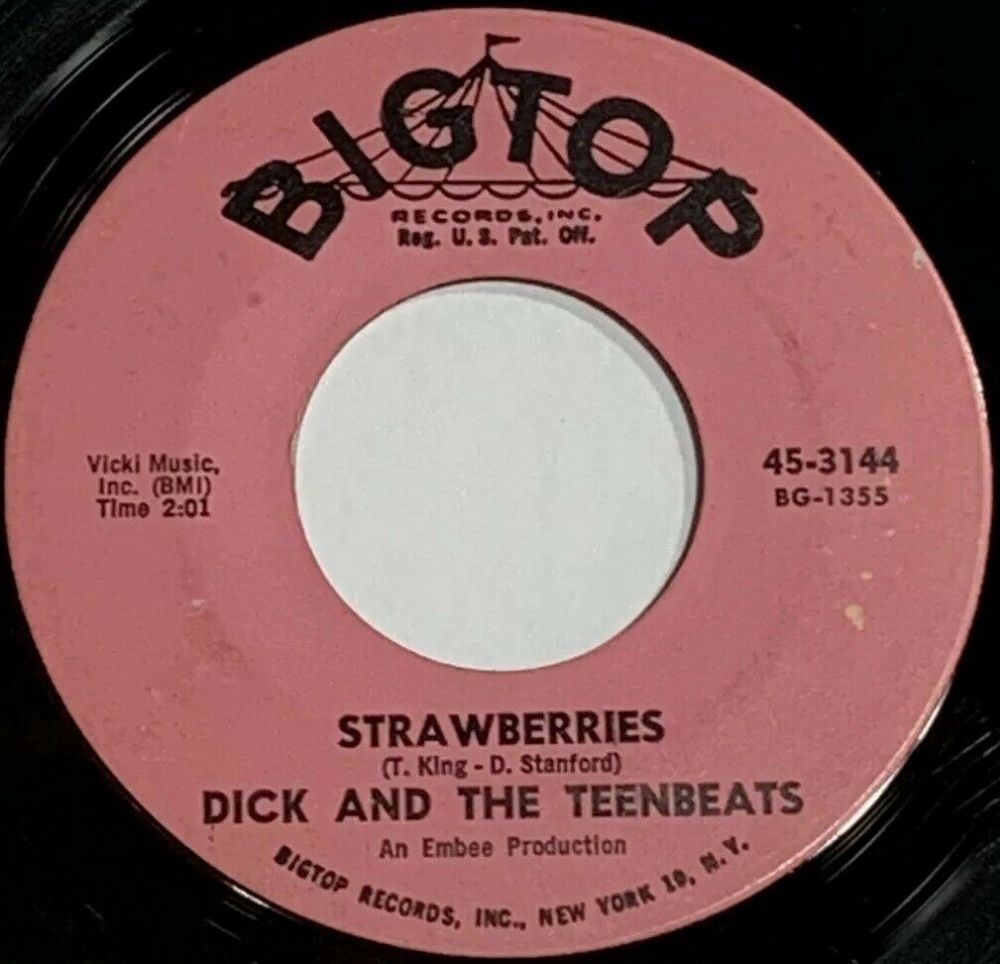 BIGTOP
RECORDS, INC.
Reg. U. S. Pat. Off.
Vicki Music,
Inc. (BMI)
Time 2:01
45-3144
BG-1355
STRAWBERRIES
(T. King - D. Stanford)
DICK AND THE TEENBEATS
An Embee Production
BIGTOP RECORDS, INC., NEW YORK 19, N.Y.